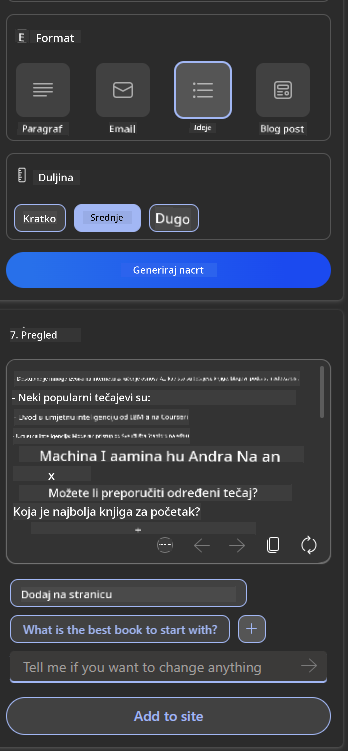 Format
Paragraf
Email
Ideje
Blog post
Duljina
Kratko
Srednje
Dugo
Generiraj nacrt
7. Pregled
- Neki popularni tečajevi su:
- Uvod u umjetnu inteligenciju od IBM-a na Courseri
Machina I aamina hu Andra Na an
x
Možete li preporučiti određeni tečaj?
Koja je najbolja knjiga za početak?
Dodaj na stranicu
What is the best book to start with?
+
Tell me if you want to change anything
Add to site